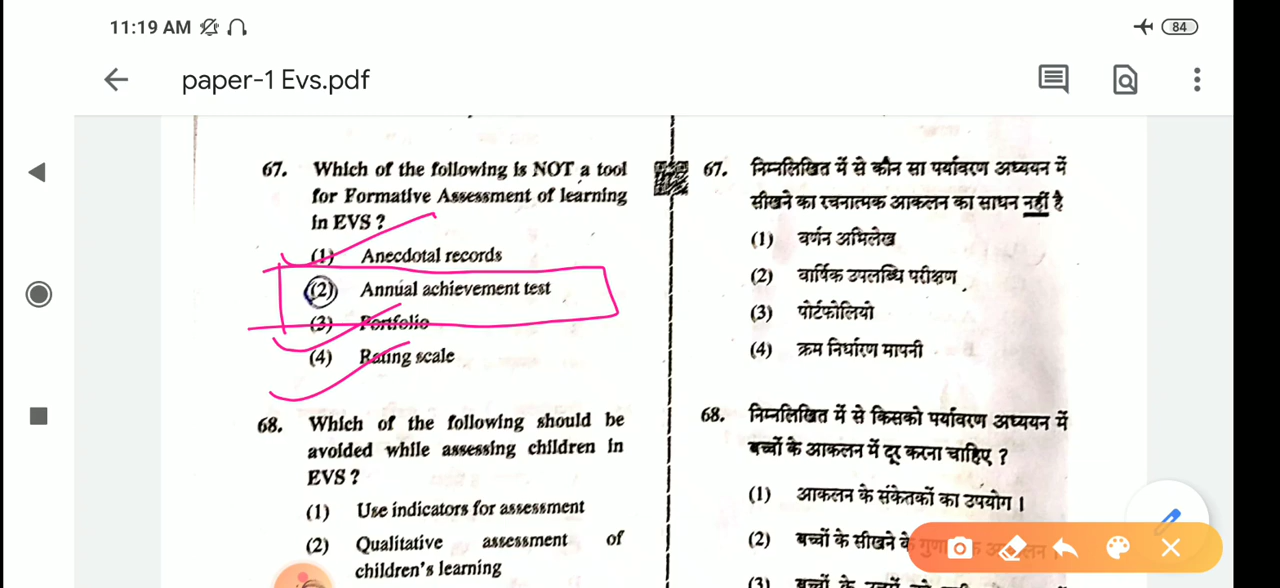 11:19 AM
84
paper-1 Evs.pdf
67. Which of the following is NOT a tool
for Formative Assessment of learning
in EVS ?
(1) Anecdotal records
(2) Annual achievement test
(3) Portfolio
(4) Rating scale
68. Which of the following should be
avoided while assessing children in
EVS ?
(1) Use indicators for assessment
(2) Qualitative assessment of
children's learning
67. निम्नलिखित में से कौन सा पर्यावरण अध्ययन में
सीखने का रचनात्मक आकलन का साधन नहीं है
(1) वर्णन अभिलेख
(2) वार्षिक उपलब्धि परीक्षण
(3) पोर्टफोलियो
(4) क्रम निर्धारण मापनी
68. निम्नलिखित में से किसको पर्यावरण अध्ययन में
बच्चों के आकलन में दूर करना चाहिए ?
(1) आकलन के संकेतकों का उपयोग ।
(2) बच्चों के सीखने के
(3) बच्चों के